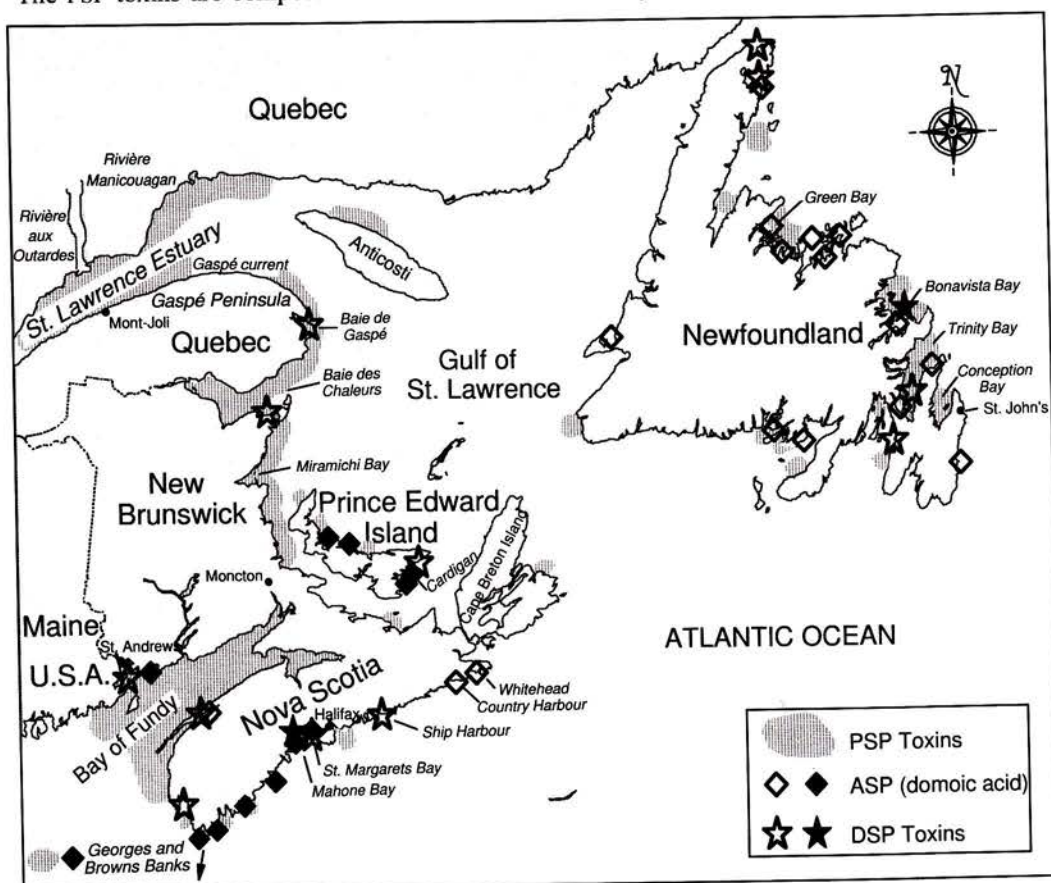 The PSP toxins are
Quebec
Rivière
Manicouagan
Rivière
aux
Outardes
St. Lawrence Estuary
Gaspé current
Anticosti
Gaspé Peninsula
Mont-Joli
Baie de
Gaspé
Quebec
Baie des
Chaleurs
Gulf of
St. Lawrence
N
Green Bay
Bonavista Bay
Newfoundland
Trinity Bay
Conception
Bay
St. John's
Miramichi Bay
New
Brunswick
Prince Edward
Island
Cardigan
Cape Breton Island
Moncton
Maine
St. Andrews
U.S.A.
Bay of Fundy
Nova Scotia
Halifax
ATLANTIC OCEAN
Whitehead
Country Harbour
Ship Harbour
St. Margarets Bay
Mahone Bay
Georges and
Browns Banks
PSP Toxins
ASP (domoic acid)
DSP Toxins